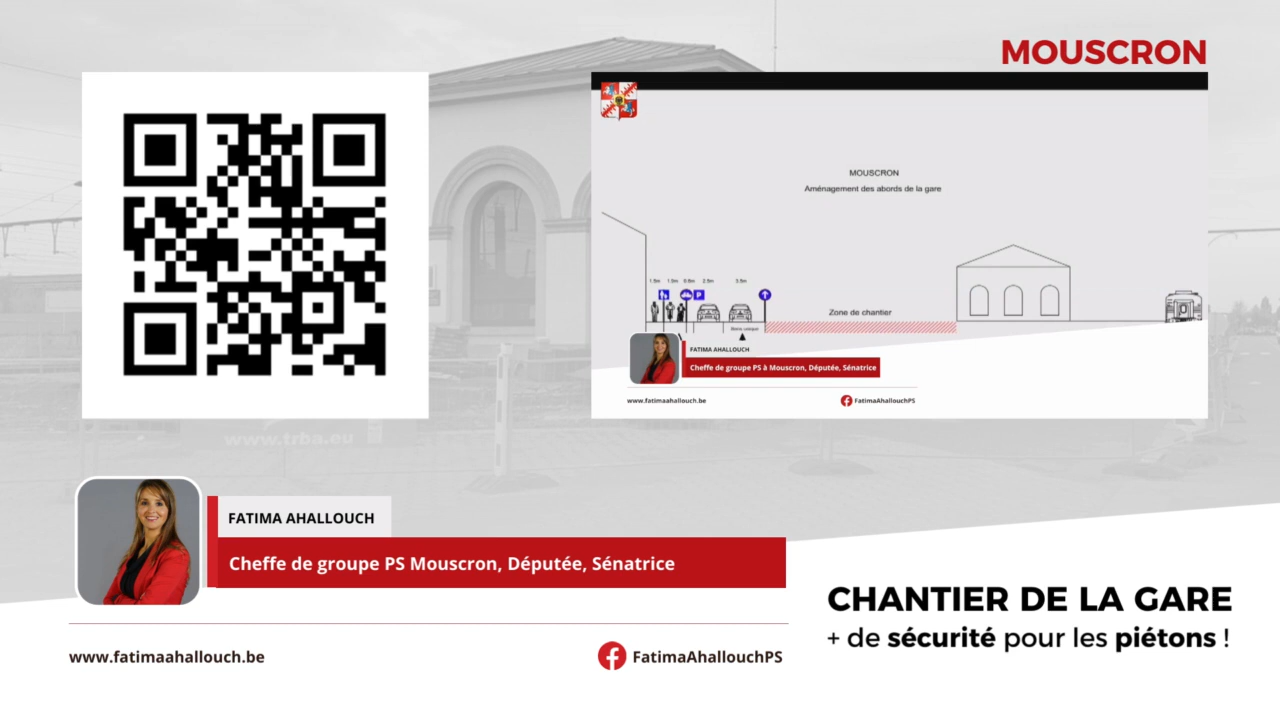 MOUSCRON
MOUSCRON
Aménagement des abords de la gare
1.5m 1.5m 0.8m 2.5m 3.5m
P
Zone de chantier
Sens unique
FATIMA AHALLOUCH
Cheffe de groupe PS à Mouscron, Députée, Sénatrice
www.fatimaahallouch.be
FatimaAhallouchPS
www.trba.eu
FATIMA AHALLOUCH
Cheffe de groupe PS Mouscron, Députée, Sénatrice
www.fatimaahallouch.be
FatimaAhallouchPS
CHANTIER DE LA GARE
+ de sécurité pour les piétons !